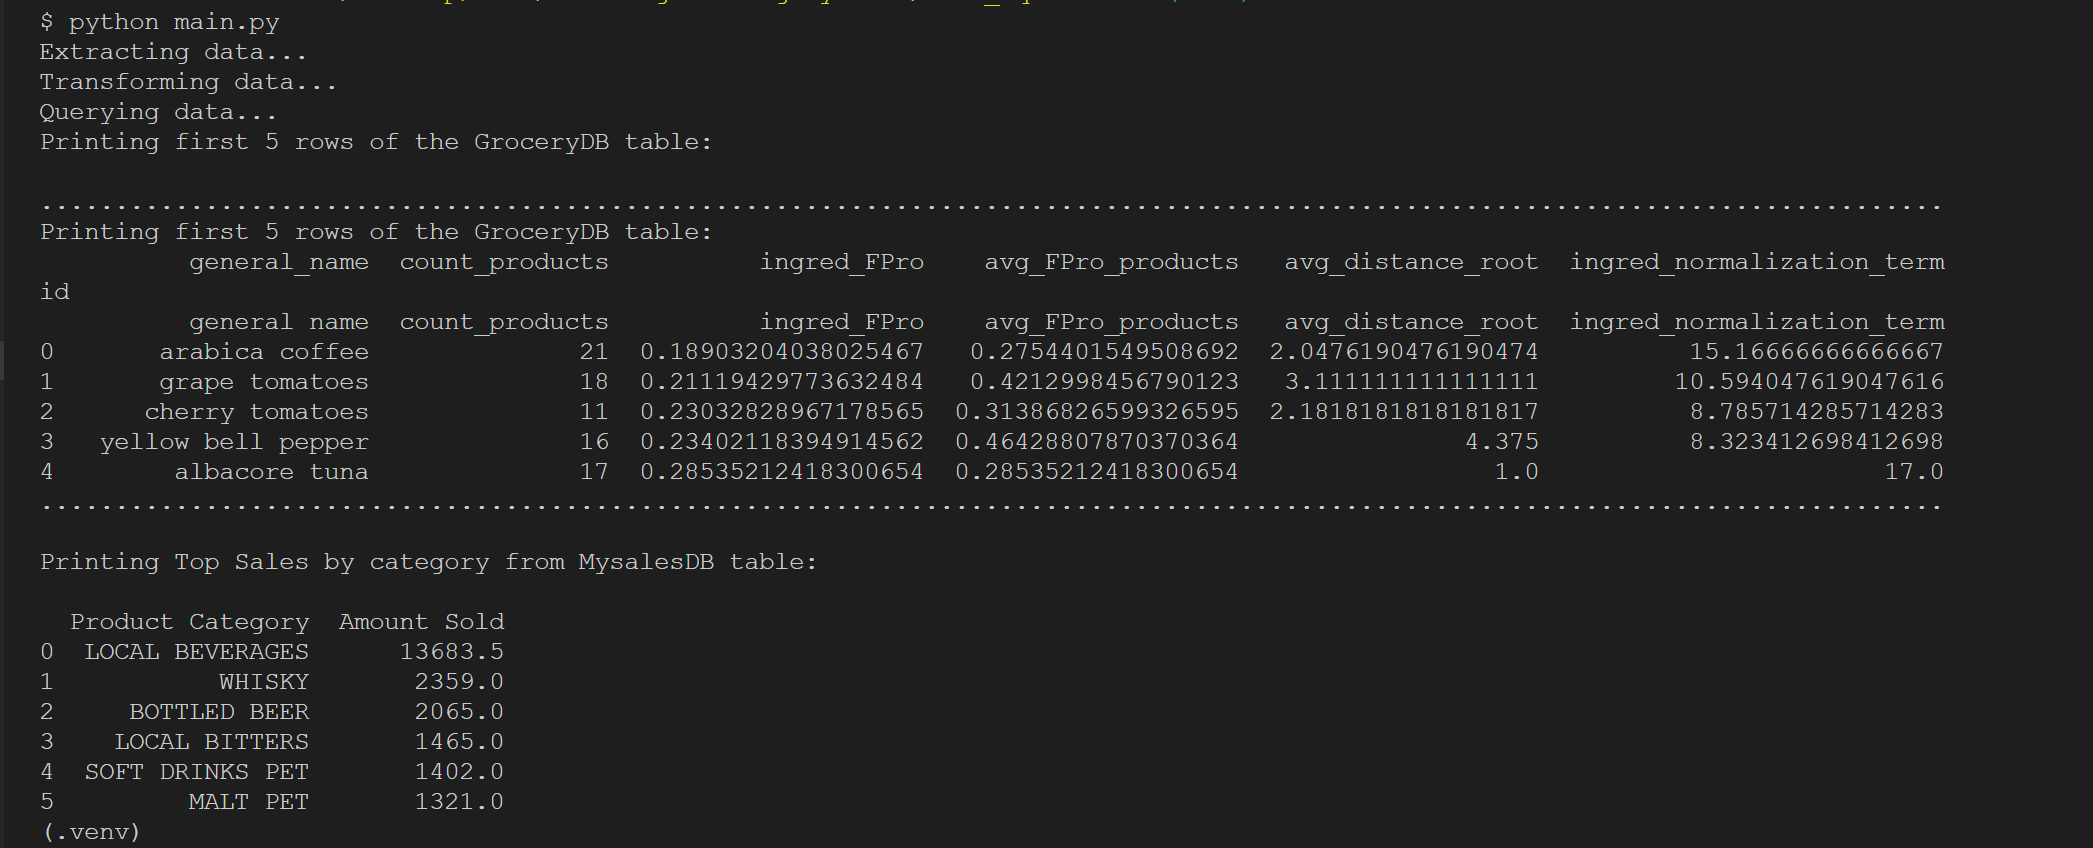 $ python main.py
Extracting data...
Transforming data...
Querying data...
Printing first 5 rows of the GroceryDB table:
...............................................................................................................................
Printing first 5 rows of the GroceryDB table:
general_name count_products ingred_FPro avg_FPro_products avg_distance_root ingred_normalization_term
id
general name count_products ingred_FPro avg_FPro_products avg_distance_root ingred_normalization_term
0 arabica coffee 21 0.18903204038025467 0.2754401549508692 2.0476190476190474 15.16666666666667
1 grape tomatoes 18 0.21119429773632484 0.4212998456790123 3.111111111111111 10.594047619047616
2 cherry tomatoes 11 0.23032828967178565 0.31386826599326595 2.1818181818181817 8.785714285714283
3 yellow bell pepper 16 0.23402118394914562 0.46428807870370364 4.375 8.323412698412698
4 albacore tuna 17 0.28535212418300654 0.28535212418300654 1.0 17.0
...............................................................................................................................
Printing Top Sales by category from MysalesDB table:
Product Category Amount Sold
0 LOCAL BEVERAGES 13683.5
1 WHISKY 2359.0
2 BOTTLED BEER 2065.0
3 LOCAL BITTERS 1465.0
4 SOFT DRINKS PET 1402.0
5 MALT PET 1321.0
(.venv)